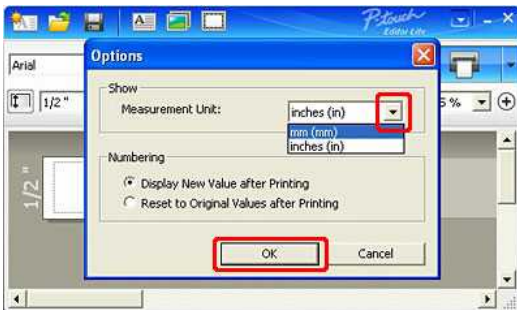 P-touch
Editor Lite
Options
Arial
Show
Measurement Unit:
inches (in)
mm (mm)
inches (in)
1/2 "
Numbering
Display New Value after Printing
Reset to Original Values after Printing
1/2 "
OK
Cancel